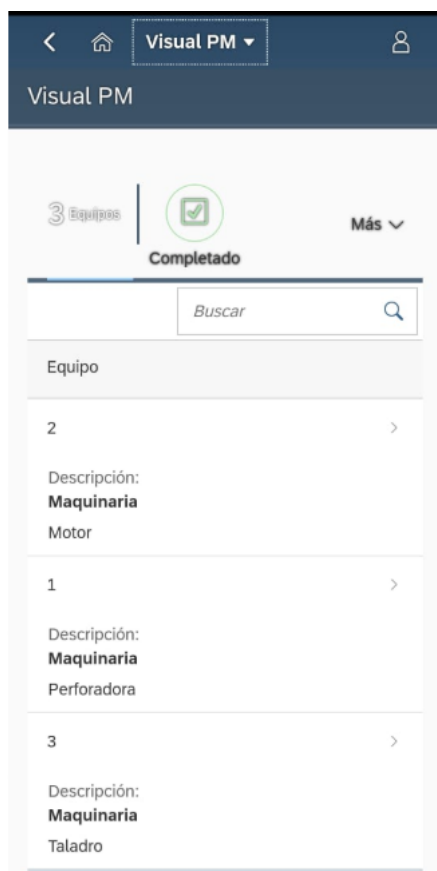 Visual PM
Visual PM
3 Equipos
Completado
Más
Buscar
Equipo
2
Descripción:
Maquinaria
Motor
1
Descripción:
Maquinaria
Perforadora
3
Descripción:
Maquinaria
Taladro